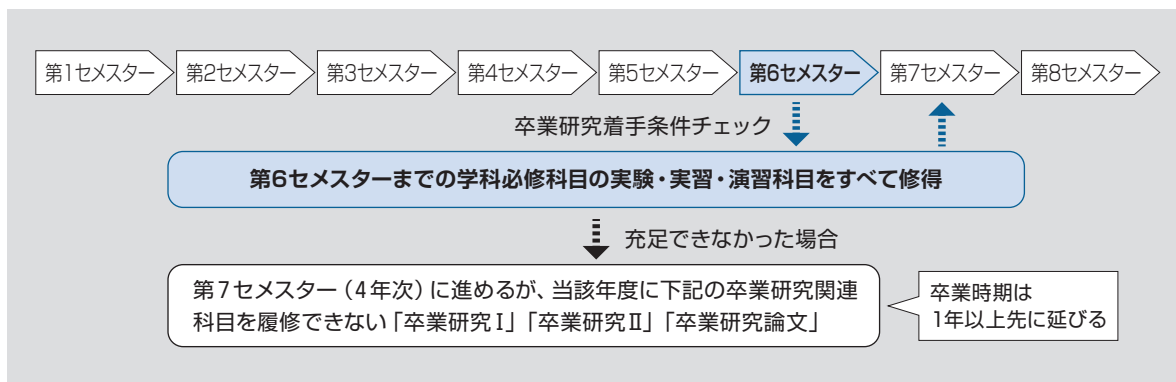 第1セメスター
第2セメスター
第3セメスター
第4セメスター
第5セメスター
第6セメスター
第7セメスター
第8セメスター
卒業研究着手条件チェック
第6セメスターまでの学科必修科目の実験・実習・演習科目をすべて修得
充足できなかった場合
第7セメスター（4年次）に進めるが、当該年度に下記の卒業研究関連
科目を履修できない「卒業研究Ⅰ」「卒業研究Ⅱ」「卒業研究論文」
卒業時期は
1年以上先に延びる